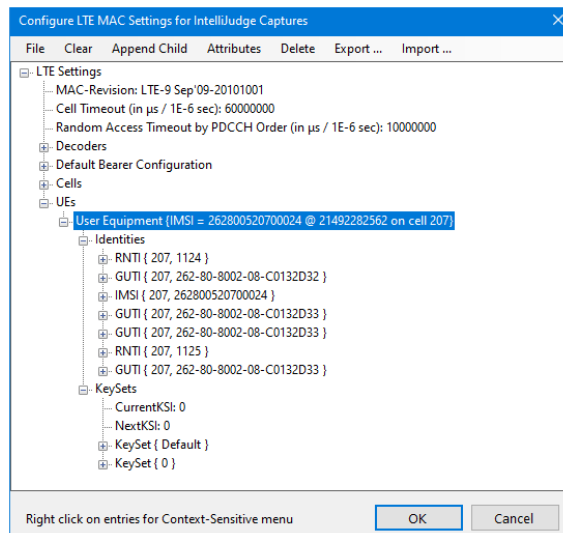 Configure LTE MAC Settings for IntelliJudge Captures
File Clear Append Child Attributes Delete Export ... Import ...
LTE Settings
MAC-Revision: LTE-9 Sep'09-20101001
Cell Timeout (in µs / 1E-6 sec): 60000000
Random Access Timeout by PDCCH Order (in µs / 1E-6 sec): 10000000
Decoders
Default Bearer Configuration
Cells
UEs
User Equipment {IMSI = 262800520700024 @ 21492282562 on cell 207}
Identities
RNTI { 207, 1124 }
GUTI { 207, 262-80-8002-08-C0132D32 }
IMSI { 207, 262800520700024 }
GUTI { 207, 262-80-8002-08-C0132D33 }
GUTI { 207, 262-80-8002-08-C0132D33 }
RNTI { 207, 1125 }
GUTI { 207, 262-80-8002-08-C0132D33 }
KeySets
CurrentKSI: 0
NextKSI: 0
KeySet { Default }
KeySet { 0 }
Right click on entries for Context-Sensitive menu OK Cancel